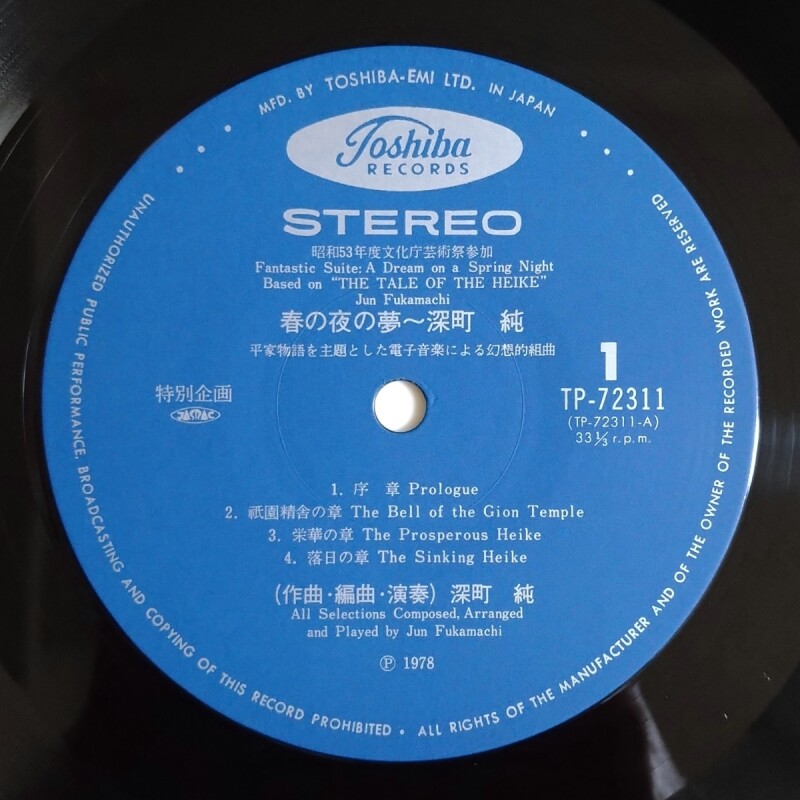 MFD. BY TOSHIBA-EMI LTD. IN JAPAN
Toshiba
RECORDS
STEREO
昭和53年度文化庁芸術祭参加
Fantastic Suite: A Dream on a Spring Night
Based on "THE TALE OF THE HEIKE"
Jun Fukamachi
春の夜の夢～深町 純
平家物語を主題とした電子音楽による幻想的組曲
特別企画
JASRAC
1
TP-72311
(TP-72311-A)
33⅓ r.p.m.
1. 序 章 Prologue
2. 祇園精舎の章 The Bell of the Gion Temple
3. 栄華の章 The Prosperous Heike
4. 落日の章 The Sinking Heike
(作曲・編曲・演奏) 深町 純
All Selections Composed, Arranged
and Played by Jun Fukamachi
Ⓟ 1978
UNAUTHORIZED PUBLIC PERFORMANCE, BROADCASTING AND COPYING OF THIS RECORD PROHIBITED • ALL RIGHTS OF THE MANUFACTURER AND OF THE OWNER OF THE RECORDED WORK ARE RESERVED